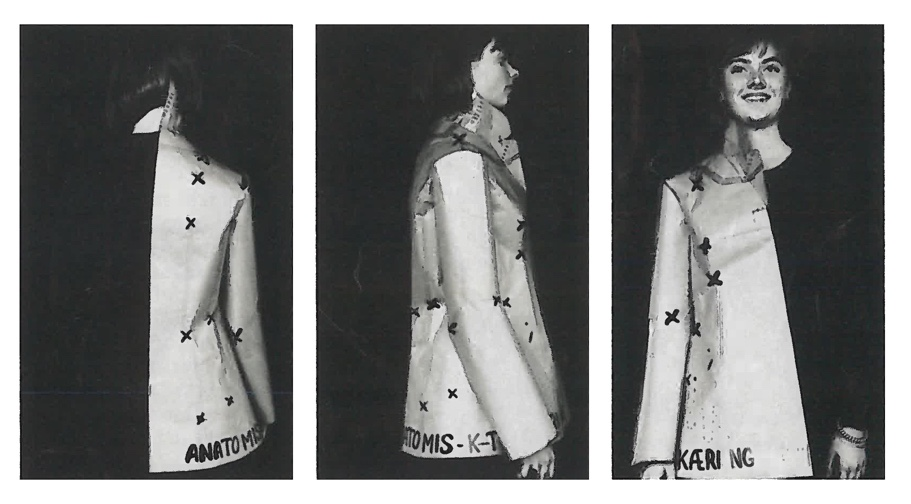 ANATOMIS
ATOMIS-K-T
KÆRI NG